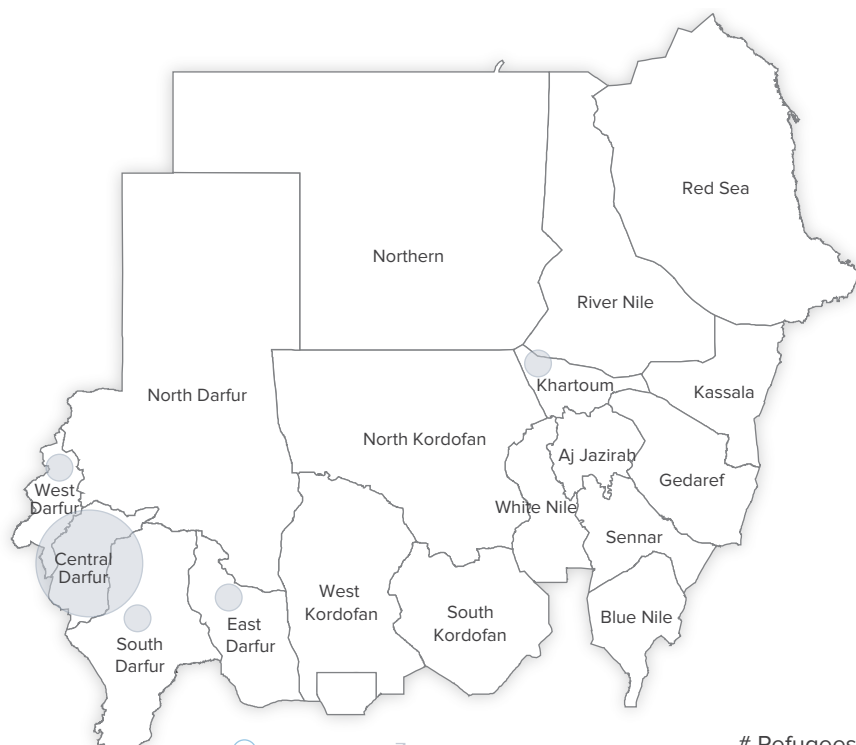 Red Sea
Northern
River Nile
Khartoum
Kassala
North Darfur
North Kordofan
Aj Jazirah
Gedaref
West
Darfur
White Nile
Sennar
Central
Darfur
West
Kordofan
South
Kordofan
Blue Nile
East
Darfur
South
Darfur
# Refugees